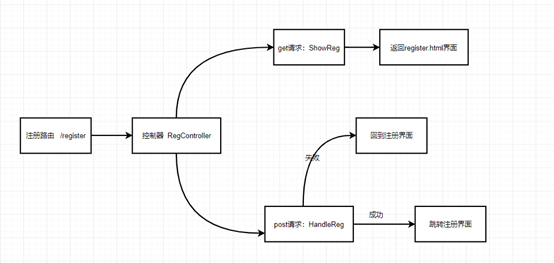 get请求：ShowReg
返回register.html界面
注册路由 /register
控制器 RegController
回到注册界面
失败
post请求：HandleReg
成功
跳转注册界面